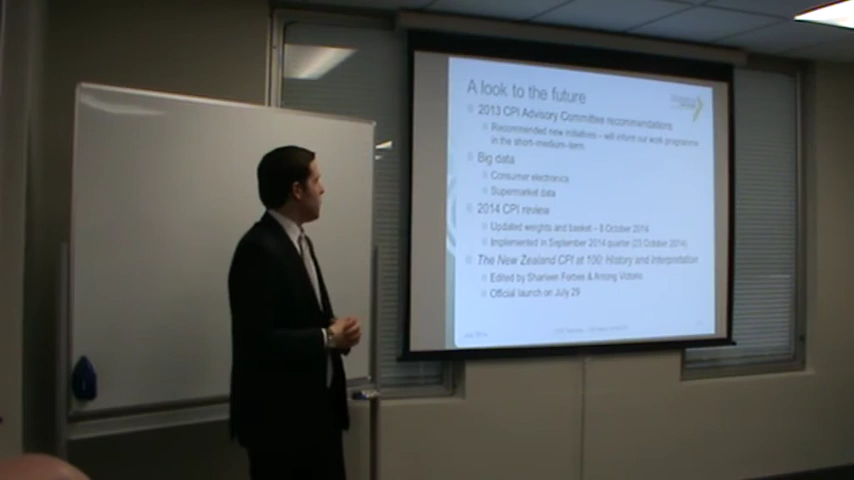 A look to the future
2013 CPI Advisory Committee recommendations
Recommended new initiatives – will inform our work programme
in the short-medium-term
Big data
Consumer electronics
Supermarket data
2014 CPI review
Updated weights and basket – 8 October 2014
Implemented in September 2014 quarter (23 October 2014)
The New Zealand CPI at 100: History and Interpretation
Edited by Sharleen Forbes & Antong Victorio
Official launch on July 29